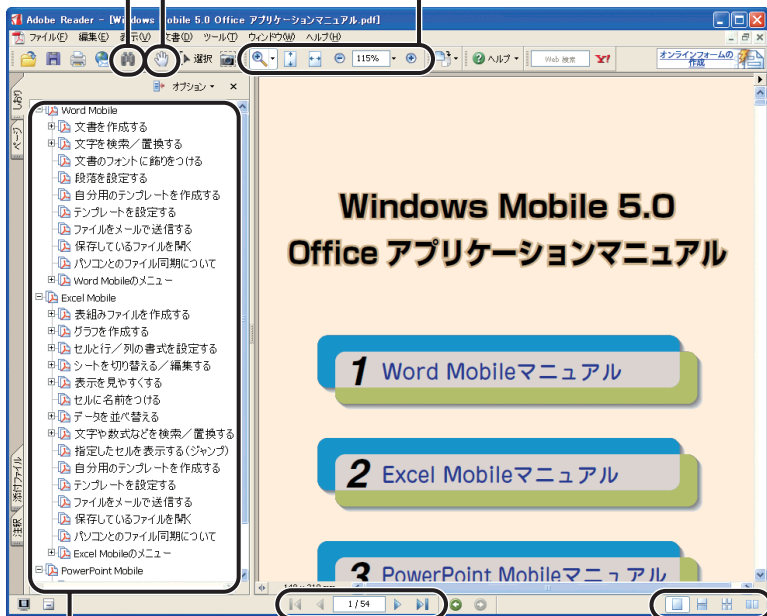 Adobe Reader - [Windows Mobile 5.0 Office アプリケーションマニュアル.pdf]
ファイル(F) 編集(E) 表示(V) 文書(D) ツール(T) ウィンドウ(W) ヘルプ(H)
選択 115% ヘルプ Web 検索 Y! オンラインフォームの
作成
オプション
しおり
ページ
添付ファイル
注釈
Word Mobile
文書を作成する
文字を検索／置換する
文書のフォントに飾りをつける
段落を設定する
自分用のテンプレートを作成する
テンプレートを設定する
ファイルをメールで送信する
保存しているファイルを開く
パソコンとのファイル同期について
Word Mobileのメニュー
Excel Mobile
表組みファイルを作成する
グラフを作成する
セルと行／列の書式を設定する
シートを切り替える／編集する
表示を見やすくする
セルに名前をつける
データを並べ替える
文字や数式などを検索／置換する
指定したセルを表示する(ジャンプ)
自分用のテンプレートを作成する
テンプレートを設定する
ファイルをメールで送信する
保存しているファイルを開く
パソコンとのファイル同期について
Excel Mobileのメニュー
PowerPoint Mobile
Windows Mobile 5.0
Office アプリケーションマニュアル
1 Word Mobileマニュアル
2 Excel Mobileマニュアル
3 PowerPoint Mobileマニュアル
1 / 54